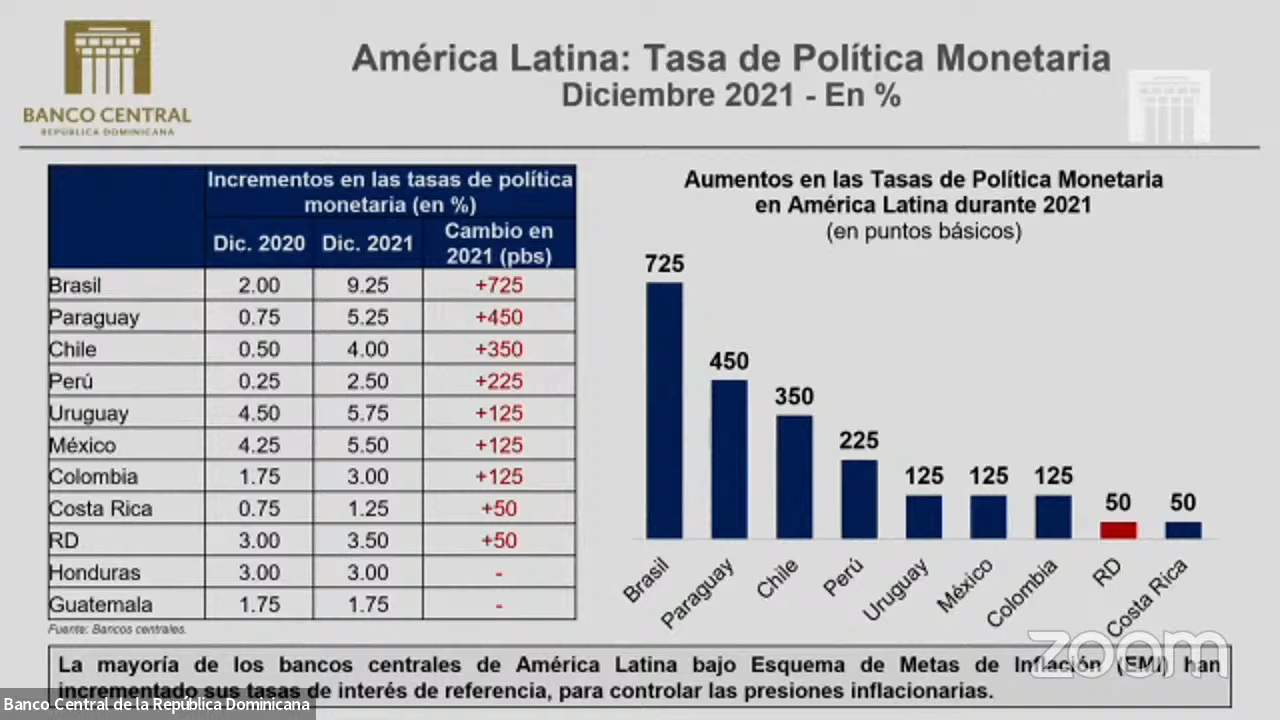 BANCO CENTRAL
REPÚBLICA DOMINICANA
América Latina: Tasa de Política Monetaria
Diciembre 2021 - En %
Incrementos en las tasas de política
monetaria (en %)
Dic. 2020 Dic. 2021 Cambio en
2021 (pbs)
Brasil 2.00 9.25 +725
Paraguay 0.75 5.25 +450
Chile 0.50 4.00 +350
Perú 0.25 2.50 +225
Uruguay 4.50 5.75 +125
México 4.25 5.50 +125
Colombia 1.75 3.00 +125
Costa Rica 0.75 1.25 +50
RD 3.00 3.50 +50
Honduras 3.00 3.00 -
Guatemala 1.75 1.75 -
Fuente: Bancos centrales.
Aumentos en las Tasas de Política Monetaria
en América Latina durante 2021
(en puntos básicos)
725
450
350
225
125
125
125
50
50
Brasil
Paraguay
Chile
Perú
Uruguay
México
Colombia
RD
Costa Rica
zoom
La mayoría de los bancos centrales de América Latina bajo Esquema de Metas de Inflación (EMI) han
incrementado sus tasas de interés de referencia, para controlar las presiones inflacionarias.
Banco Central de la República Dominicana